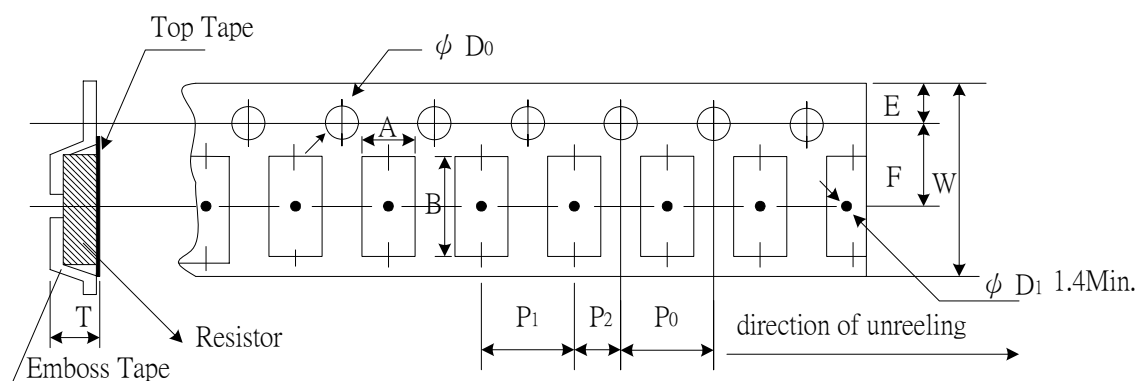 Top Tape
ϕ D0
A
E
B
F
W
ϕ D1 1.4Min.
T
P1
P2
P0
direction of unreeling
Resistor
Emboss Tape